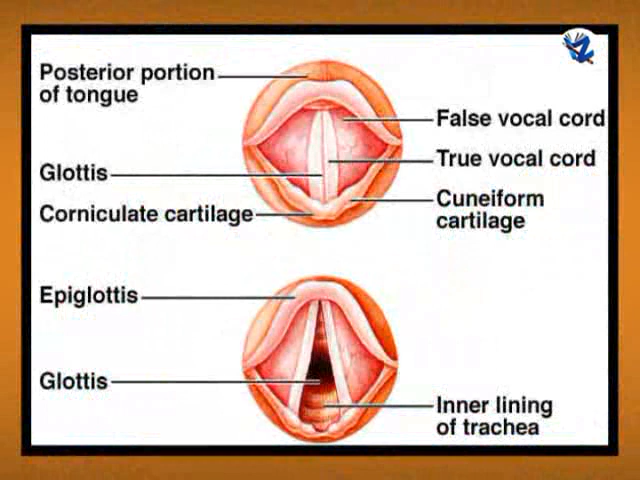 Posterior portion
of tongue
False vocal cord
True vocal cord
Glottis
Cuneiform
cartilage
Corniculate cartilage
Epiglottis
Glottis
Inner lining
of trachea